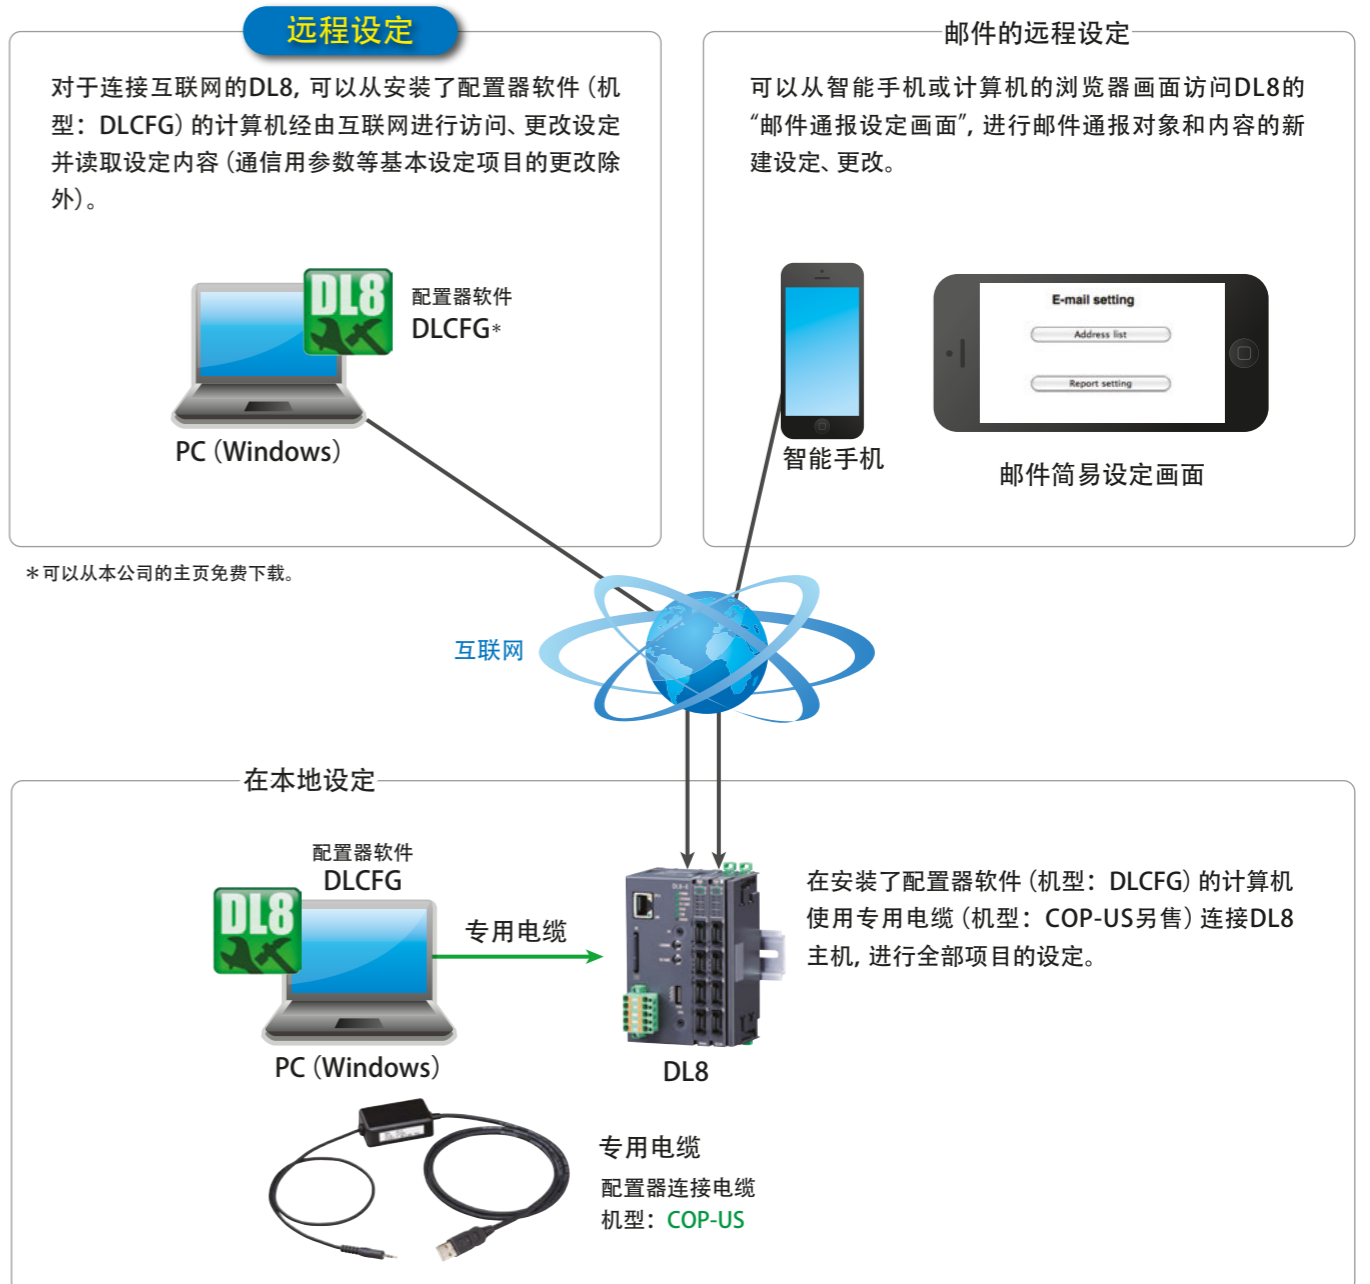 远程设定
对于连接互联网的DL8, 可以从安装了配置器软件（机
型：DLCFG）的计算机经由互联网进行访问、更改设定
并读取设定内容（通信用参数等基本设定项目的更改除
外）。
DL8
配置器软件
DLCFG*
PC（Windows）
*可以从本公司的主页免费下载。
邮件的远程设定
可以从智能手机或计算机的浏览器画面访问DL8的
“邮件通报设定画面”, 进行邮件通报对象和内容的新
建设定、更改。
E-mail setting
Address list
Report setting
智能手机
邮件简易设定画面
互联网
在本地设定
配置器软件
DLCFG
DL8
专用电缆
PC（Windows）
DL8
在安装了配置器软件（机型：DLCFG）的计算机
使用专用电缆（机型：COP-US另售）连接DL8
主机, 进行全部项目的设定。
专用电缆
配置器连接电缆
机型：COP-US